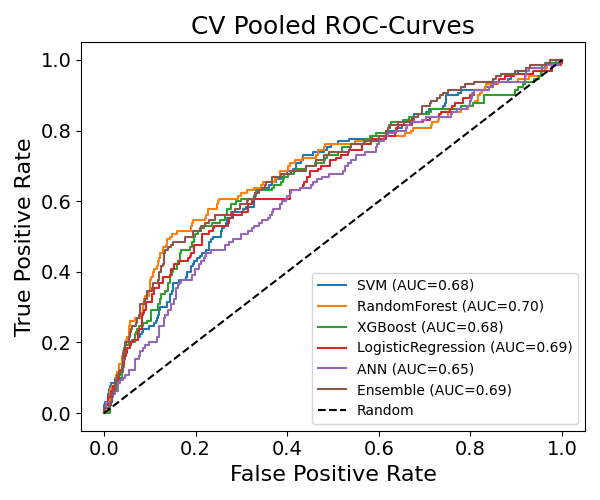 CV Pooled ROC-Curves
True Positive Rate
1.0
0.8
0.6
0.4
0.2
0.0
SVM (AUC=0.68)
RandomForest (AUC=0.70)
XGBoost (AUC=0.68)
LogisticRegression (AUC=0.69)
ANN (AUC=0.65)
Ensemble (AUC=0.69)
Random
0.0 0.2 0.4 0.6 0.8 1.0
False Positive Rate